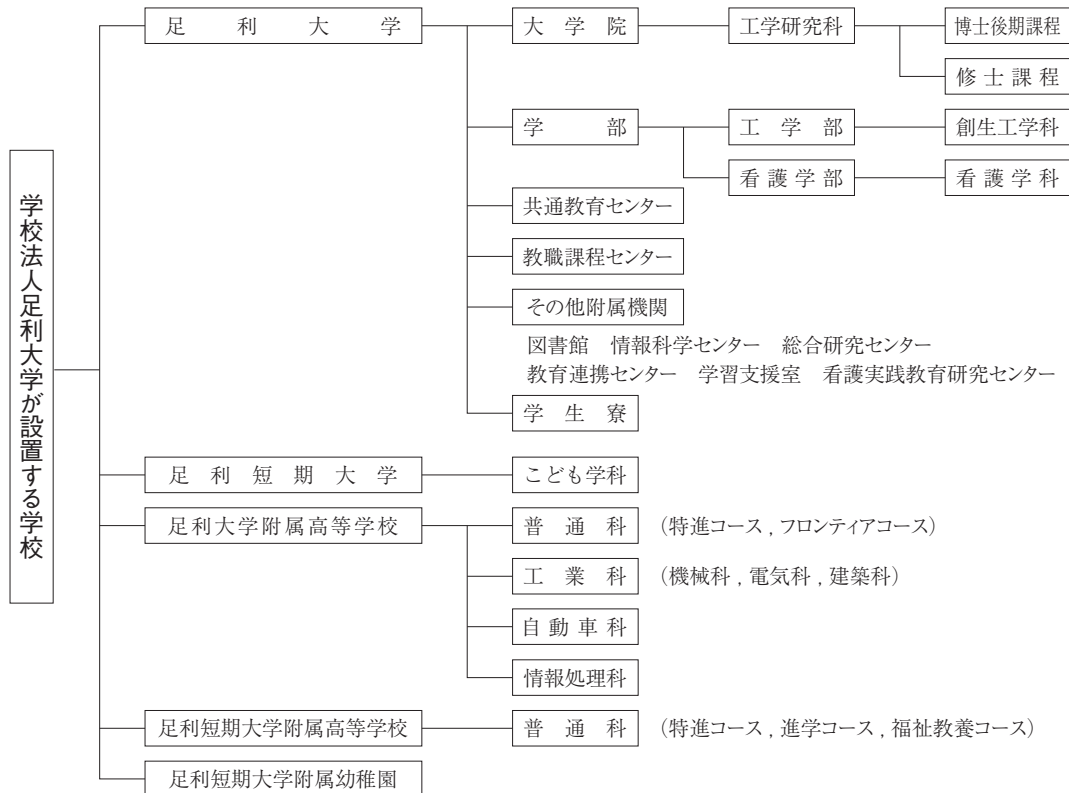 学校法人足利大学が設置する学校
足利大学
大学院
工学研究科
博士後期課程
修士課程
学部
工学部
創生工学科
看護学部
看護学科
共通教育センター
教職課程センター
その他附属機関
図書館 情報科学センター 総合研究センター
教育連携センター 学習支援室 看護実践教育研究センター
学生寮
足利短期大学
こども学科
足利大学附属高等学校
普通科 (特進コース , フロンティアコース)
工業科 (機械科 , 電気科 , 建築科)
自動車科
情報処理科
足利短期大学附属高等学校
普通科 (特進コース , 進学コース , 福祉教養コース)
足利短期大学附属幼稚園